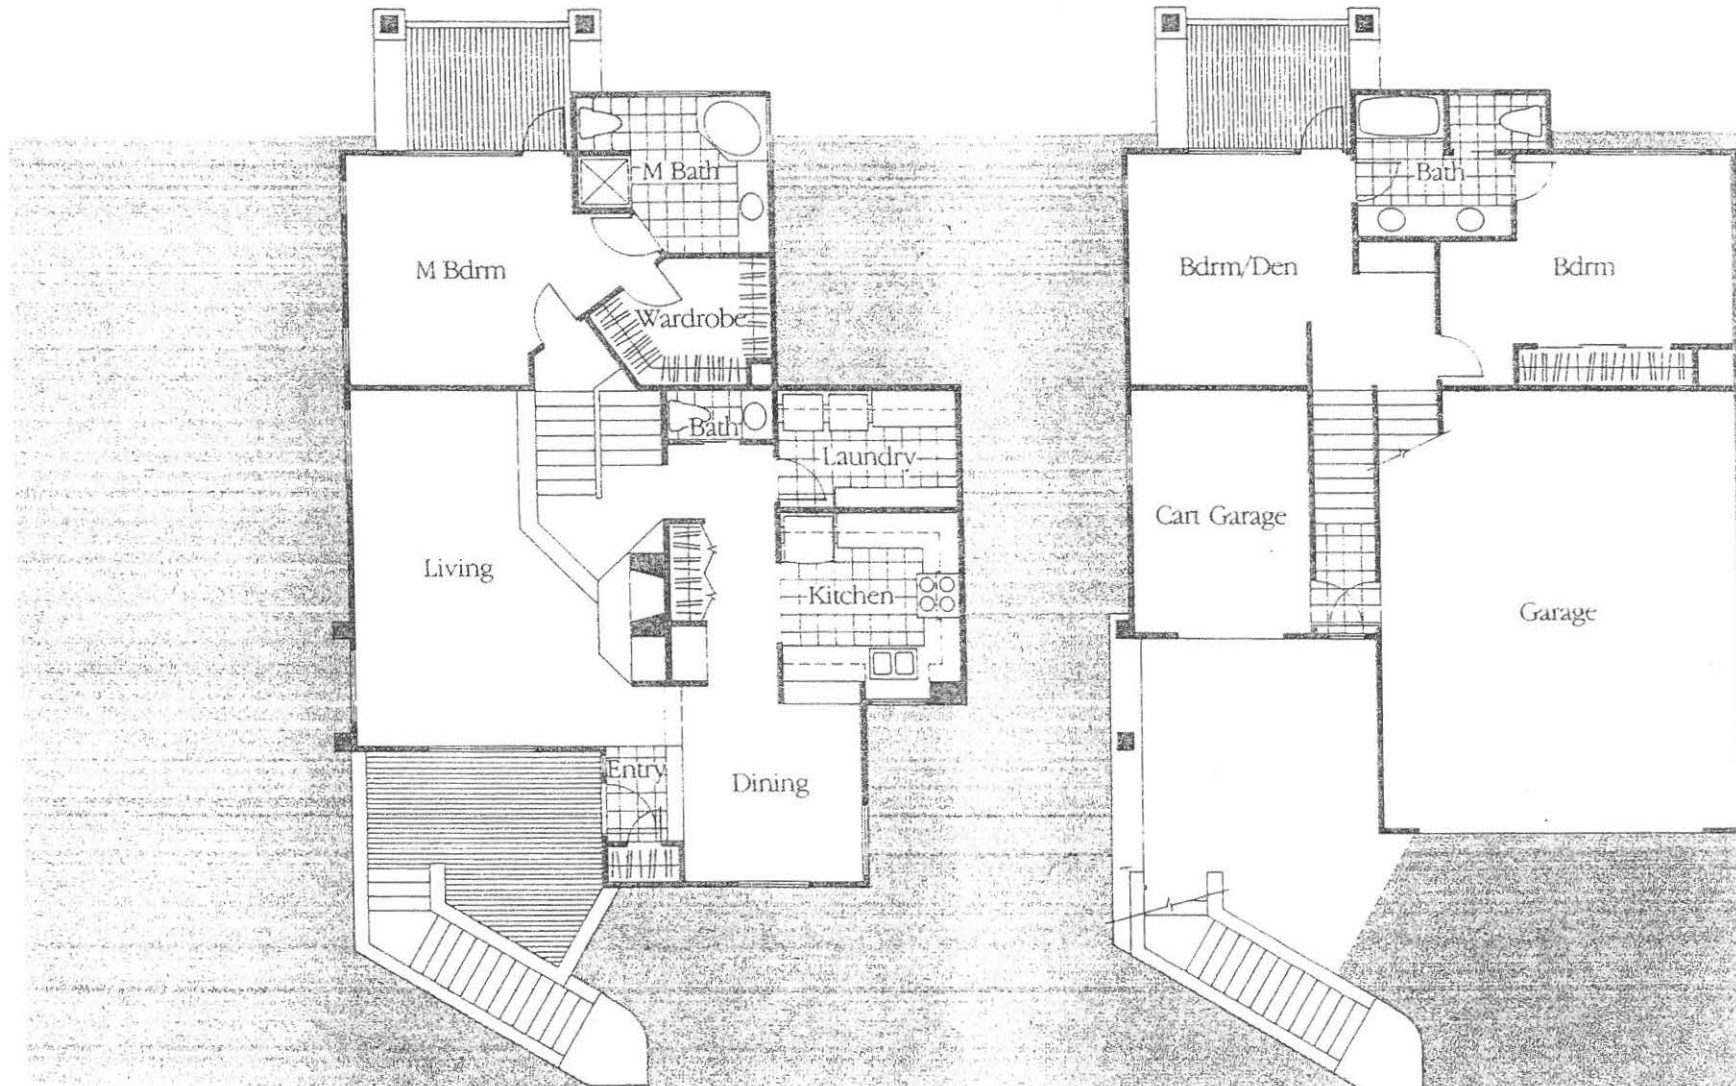 M Bath
M Bdrm
Wardrobe
Bath
Laundry
Living
Kitchen
Entry
Dining
Bath
Bdrm/Den
Bdrm
Cart Garage
Garage